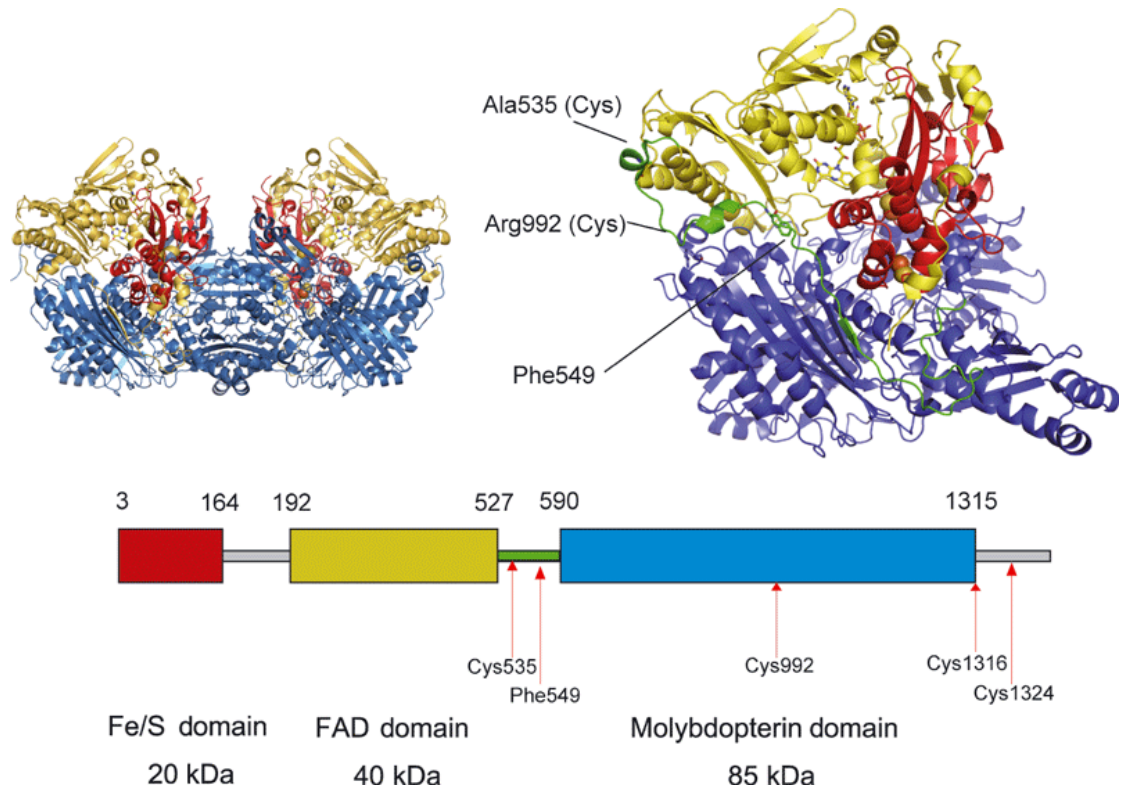 Ala535 (Cys)
Arg992 (Cys)
Phe549
3 164 192 527 590 1315
Cys535 Cys992 Cys1316
Phe549 Cys1324
Fe/S domain FAD domain Molybdopterin domain
20 kDa 40 kDa 85 kDa